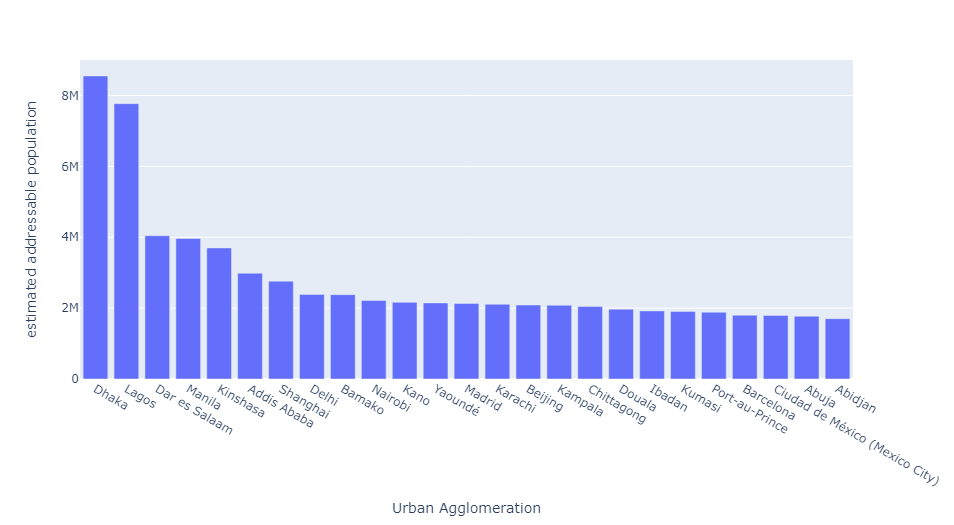 8M
6M
4M
2M
0
estimated addressable population
Dhaka
Lagos
Dar es Salaam
Manila
Kinshasa
Addis Ababa
Shanghai
Delhi
Bamako
Nairobi
Kano
Yaoundé
Madrid
Karachi
Beijing
Kampala
Chittagong
Douala
Ibadan
Kumasi
Port-au-Prince
Barcelona
Ciudad de México (Mexico City)
Abuja
Abidjan
Urban Agglomeration